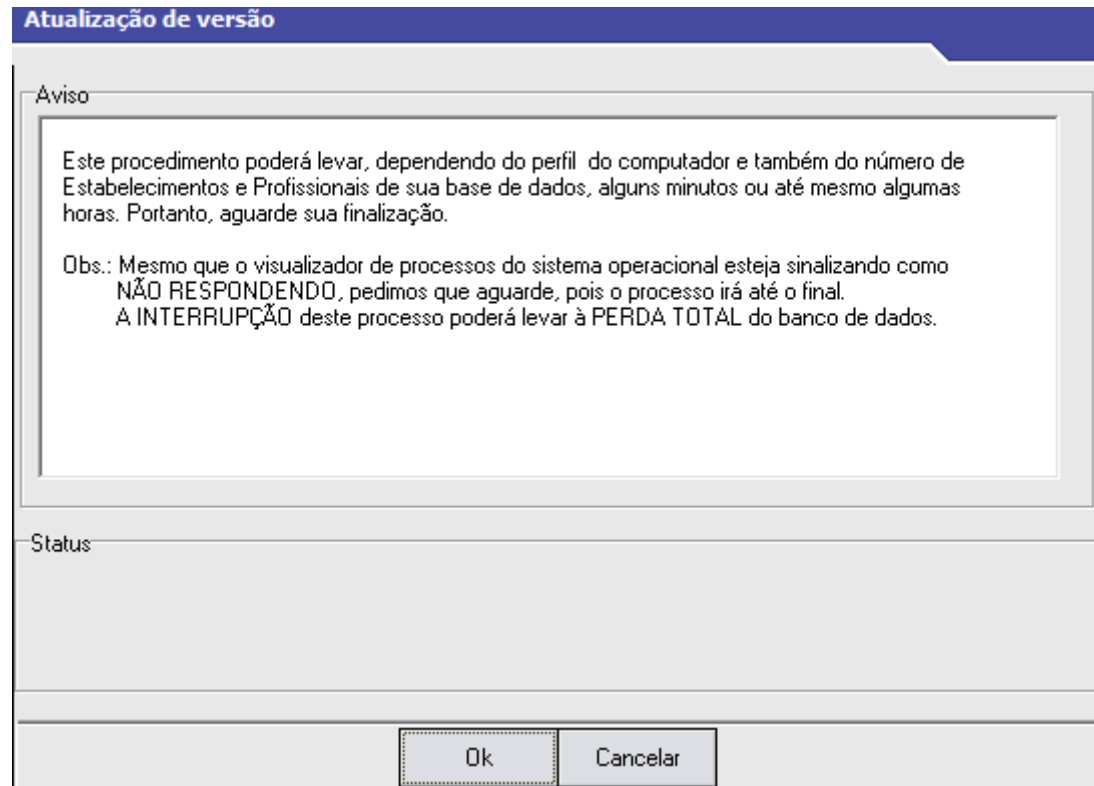 Atualização de versão
Aviso
Este procedimento poderá levar, dependendo do perfil do computador e também do número de
Estabelecimentos e Profissionais de sua base de dados, alguns minutos ou até mesmo algumas
horas. Portanto, aguarde sua finalização.
Obs.: Mesmo que o visualizador de processos do sistema operacional esteja sinalizando como
NÃO RESPONDENDO, pedimos que aguarde, pois o processo irá até o final.
A INTERRUPÇÃO deste processo poderá levar à PERDA TOTAL do banco de dados.
Status
Ok
Cancelar